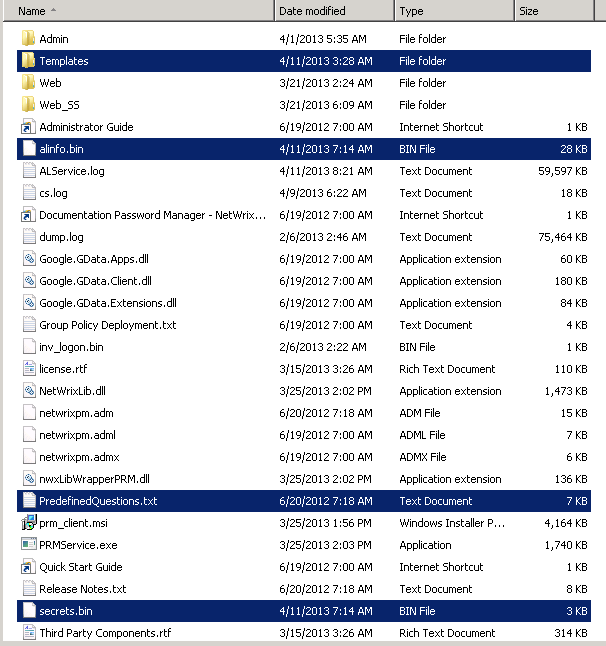 Name Date modified Type Size
Admin 4/1/2013 5:35 AM File folder
Templates 4/11/2013 3:28 AM File folder
Web 3/21/2013 2:24 AM File folder
Web_SS 3/21/2013 6:09 AM File folder
Administrator Guide 6/19/2012 7:00 AM Internet Shortcut 1 KB
alinfo.bin 4/11/2013 7:14 AM BIN File 28 KB
ALService.log 4/11/2013 8:21 AM Text Document 59,597 KB
cs.log 4/9/2013 6:22 AM Text Document 18 KB
Documentation Password Manager - NetWrix... 6/19/2012 7:00 AM Internet Shortcut 1 KB
dump.log 2/6/2013 2:46 AM Text Document 75,464 KB
Google.GData.Apps.dll 6/19/2012 7:00 AM Application extension 60 KB
Google.GData.Client.dll 6/19/2012 7:00 AM Application extension 180 KB
Google.GData.Extensions.dll 6/19/2012 7:00 AM Application extension 84 KB
Group Policy Deployment.txt 6/19/2012 7:00 AM Text Document 4 KB
inv_logon.bin 2/6/2013 2:22 AM BIN File 1 KB
license.rtf 3/15/2013 3:26 AM Rich Text Document 110 KB
NetWrixLib.dll 3/25/2013 2:02 PM Application extension 1,473 KB
netwrixpm.adm 6/20/2012 7:18 AM ADM File 15 KB
netwrixpm.adml 6/19/2012 7:00 AM ADML File 7 KB
netwrixpm.admx 6/19/2012 7:00 AM ADMX File 6 KB
nwxLibWrapperPRM.dll 3/25/2013 2:02 PM Application extension 136 KB
PredefinedQuestions.txt 6/20/2012 7:18 AM Text Document 7 KB
prm_client.msi 3/25/2013 1:56 PM Windows Installer P... 4,164 KB
PRMService.exe 3/25/2013 2:03 PM Application 1,740 KB
Quick Start Guide 6/19/2012 7:00 AM Internet Shortcut 1 KB
Release Notes.txt 6/20/2012 7:18 AM Text Document 8 KB
secrets.bin 4/11/2013 7:14 AM BIN File 3 KB
Third Party Components.rtf 3/15/2013 3:26 AM Rich Text Document 314 KB